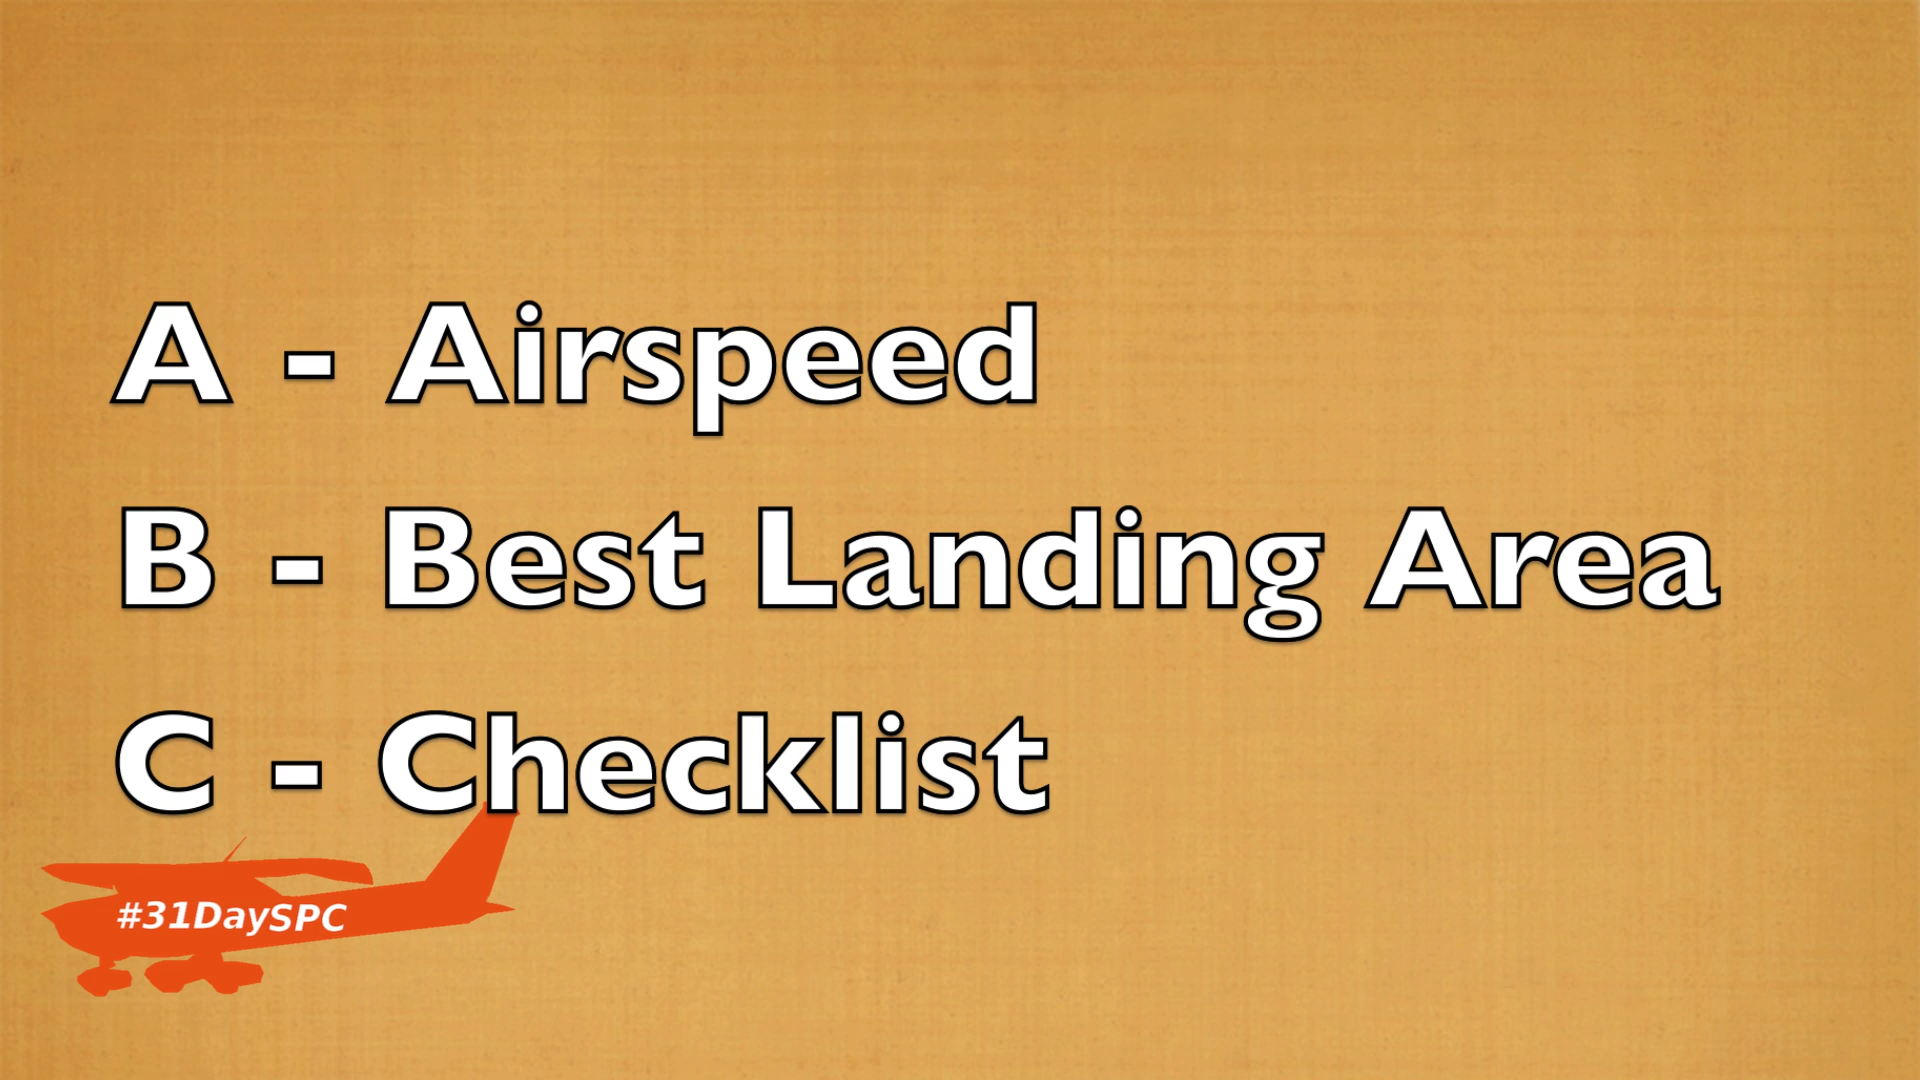 A - Airspeed
B - Best Landing Area
C - Checklist
#31DaySPC